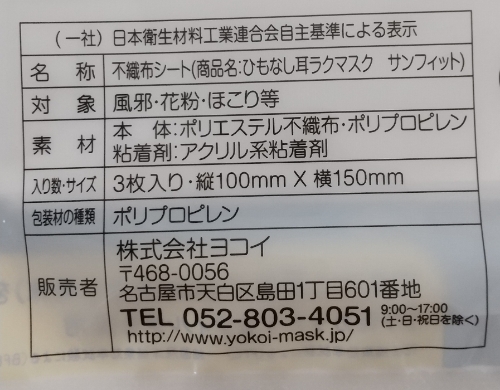 (一社)日本衛生材料工業連合会自主基準による表示
名 称 不織布シート(商品名:ひもなし耳ラクマスク サンフィット)
対 象 風邪・花粉・ほこり等
素 材 本 体:ポリエステル不織布・ポリプロピレン
粘着剤:アクリル系粘着剤
入り数・サイズ 3枚入り・縦100mm X 横150mm
包装材の種類 ポリプロピレン
販売者 株式会社ヨコイ
〒468-0056
名古屋市天白区島田1丁目601番地
TEL 052-803-4051 9:00~17:00(土・日・祝日を除く)
http://www.yokoi-mask.jp/